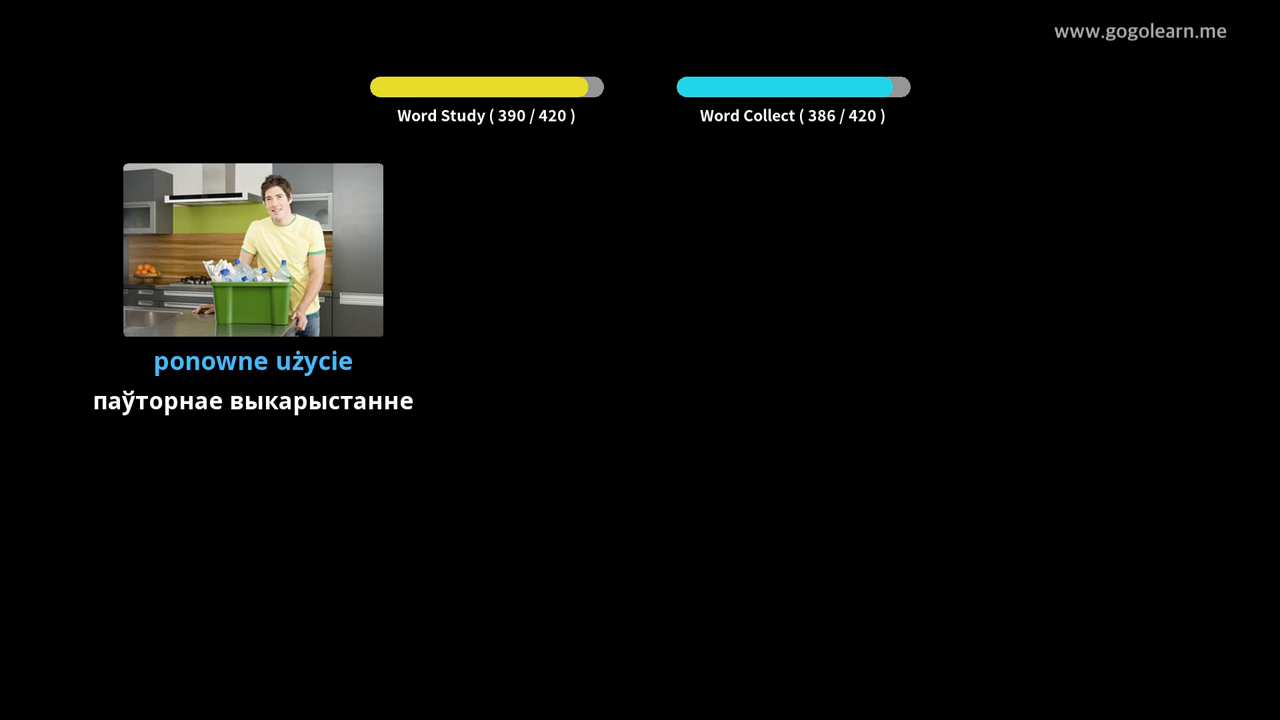 www.gogolearn.me
Word Study ( 390 / 420 )
Word Collect ( 386 / 420 )
ponowne użycie
паўторнае выкарыстанне